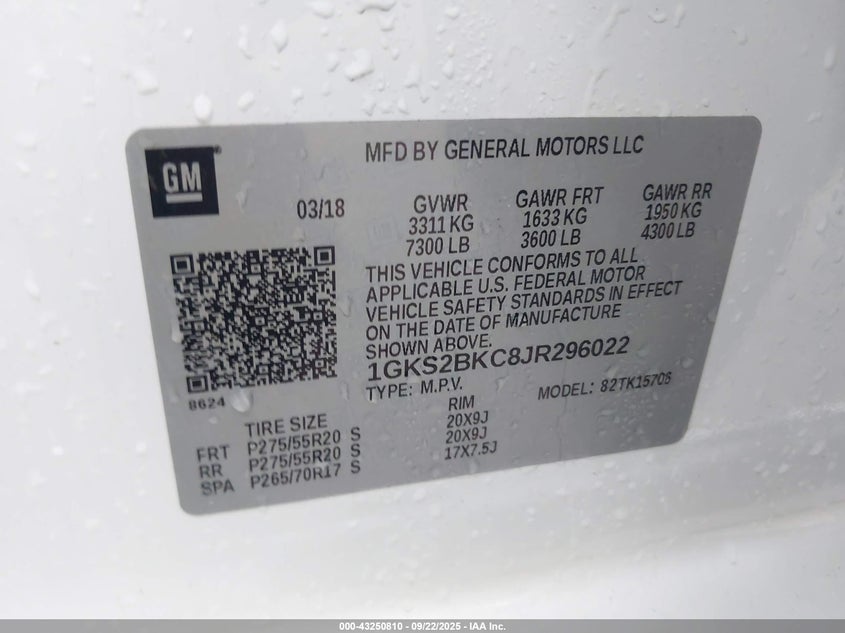 GM
MFD BY GENERAL MOTORS LLC
03/18
GVWR
3311 KG
7300 LB
GAWR FRT
1633 KG
3600 LB
GAWR RR
1950 KG
4300 LB
THIS VEHICLE CONFORMS TO ALL
APPLICABLE U.S. FEDERAL MOTOR
VEHICLE SAFETY STANDARDS IN EFFECT
ON THE DATE OF MANUFACTURE
SHOWN ABOVE.
1GKS2BKC8JR296022
TYPE: M.P.V.
MODEL: 82TK15706
8624
TIRE SIZE
RIM
FRT P275/55R20 S 20X9J
RR P275/55R20 S 20X9J
SPA P265/70R17 S 17X7.5J
000-43250810 - 09/22/2025 - IAA Inc.